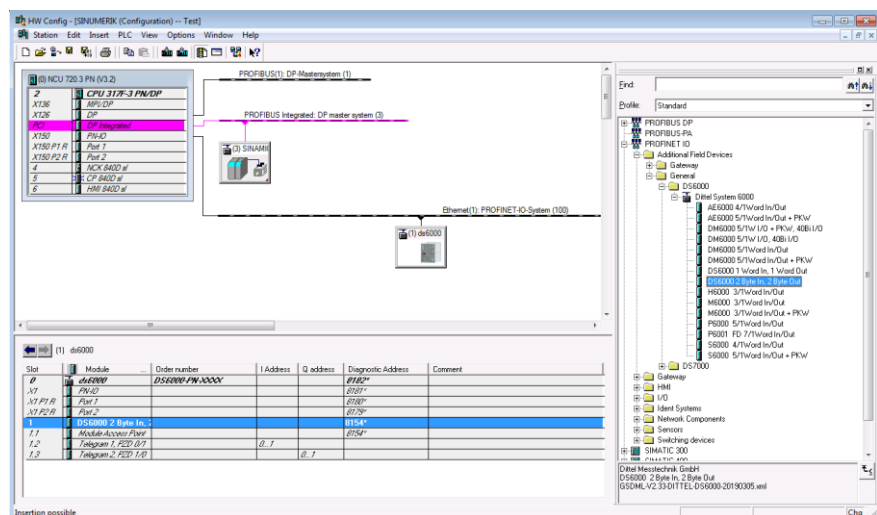 HW Config - [SINUMERIK (Configuration) -- Test]
Station Edit Insert PLC View Options Window Help
(0) NCU 720.3 PN (V3.2)
2 CPU 317F-3 PN/DP
X136 MPI/DP
X126 DP
PCI DP Integrated
X150 PN-IO
X150 P1 R Port 1
X150 P2 R Port 2
4 NCK 840D sl
5 CP 840D sl
6 HMI 840D sl
PROFIBUS(1): DP-Mastersystem (1)
PROFIBUS Integrated: DP master system (3)
(3) SINAMI
Ethernet(1): PROFINET-IO-System (100)
(1) ds6000
(1) ds6000
Slot Module ... Order number I Address Q address Diagnostic Address Comment
0 ds6000 DS6000-PN-XXXX 8182*
X1 PN-IO 8181*
X1 P1 R Port 1 8180*
X1 P2 R Port 2 8179*
1 DS6000 2 Byte In, 2 8154*
1.1 Module Access Point 8154*
1.2 Telegram 1, PZD 0/1 0...1
1.3 Telegram 2, PZD 1/0 0...1
Insertion possible
Find:
Profile: Standard
PROFIBUS DP
PROFIBUS-PA
PROFINET IO
Additional Field Devices
Gateway
General
DS6000
Dittel System 6000
AE6000 4/1Word In/Out
AE6000 5/1Word In/Out + PKW
DM6000 5/1W I/O + PKW, 40Bi I/O
DM6000 5/1W I/O, 40Bi I/O
DM6000 5/1Word In/Out
DM6000 5/1Word In/Out + PKW
DS6000 1 Word In, 1 Word Out
DS6000 2 Byte In, 2 Byte Out
H6000 3/1Word In/Out
M6000 3/1Word In/Out
M6000 3/1Word In/Out + PKW
P6000 5/1Word In/Out
P6001 FD 7/1Word In/Out
S6000 4/1Word In/Out
S6000 5/1Word In/Out + PKW
DS7000
Gateway
HMI
I/O
Ident Systems
Network Components
Sensors
Switching devices
SIMATIC 300
Dittel Messtechnik GmbH
DS6000 2 Byte In, 2 Byte Out
GSDML-V2.33-DITTEL-DS6000-20190305.xml
Chg